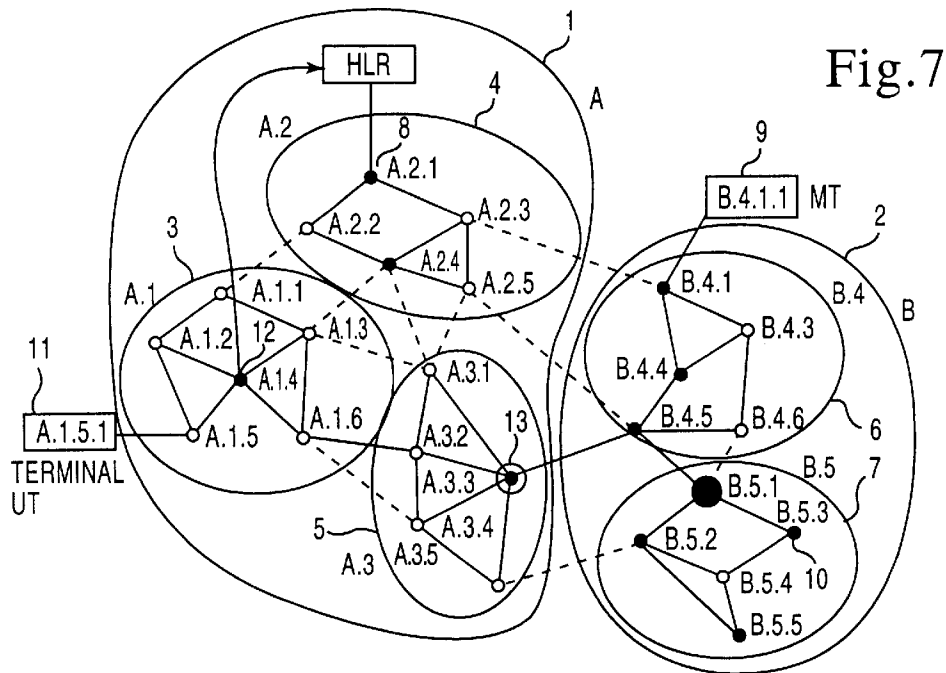 1
HLR
Fig.7
4
A
A.2
8
A.2.1
9
B.4.1.1 MT
A.2.2
A.2.3
3
2
A.2.4
B.4.1
A.1
A.1.1
A.2.5
B.4
B
A.1.2
A.1.3
B.4.3
12
11
A.1.4
A.3.1
B.4.4
A.1.5.1
A.1.5
A.1.6
13
B.4.5
B.4.6
6
TERMINAL
UT
A.3.2
A.3.3
B.5
7
B.5.1
5
A.3.4
B.5.3
A.3.5
B.5.2
A.3
B.5.4
10
B.5.5